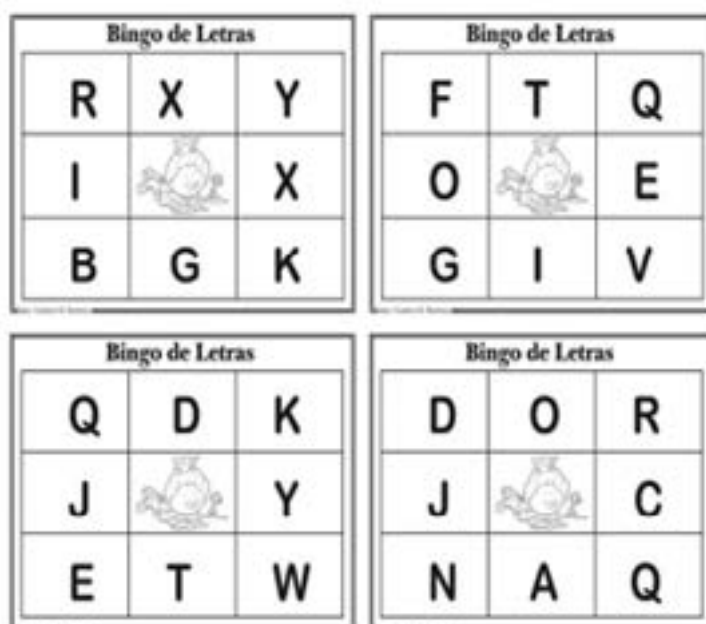 Bingo de Letras
R X Y
I X
B G K
Bingo de Letras
F T Q
O E
G I V
Bingo de Letras
Q D K
J Y
E T W
Bingo de Letras
D O R
J C
N A Q